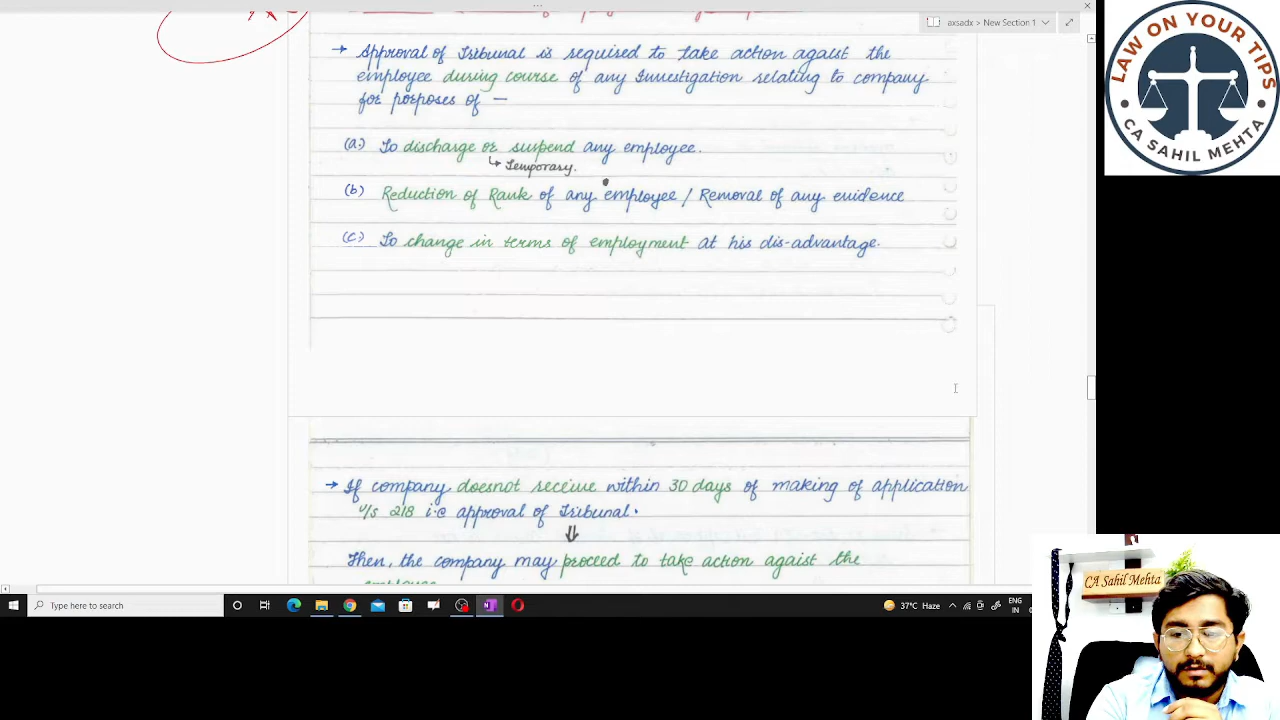 axsadx > New Section 1
→ Approval of Tribunal is required to take action agaist the
employee during course of any Investigation relating to company
for porposes of —
(a.) To discharge or suspend any employee.
↳ Temporary.
(b) Reduction of Rank of any employee / Removal of any evidence
(c) To change in terms of employment at his dis-advantage.
→ If company doesnot receive within 30 days of making of application
u/s 218 i.e approval of Tribunal.
⇓
Then, the company may proceed to take action agaist the
LAW ON YOUR TIPS
• CA SAHIL MEHTA •
CA Sahil Mehta
Type here to search
37°C Haze
ENG
IN